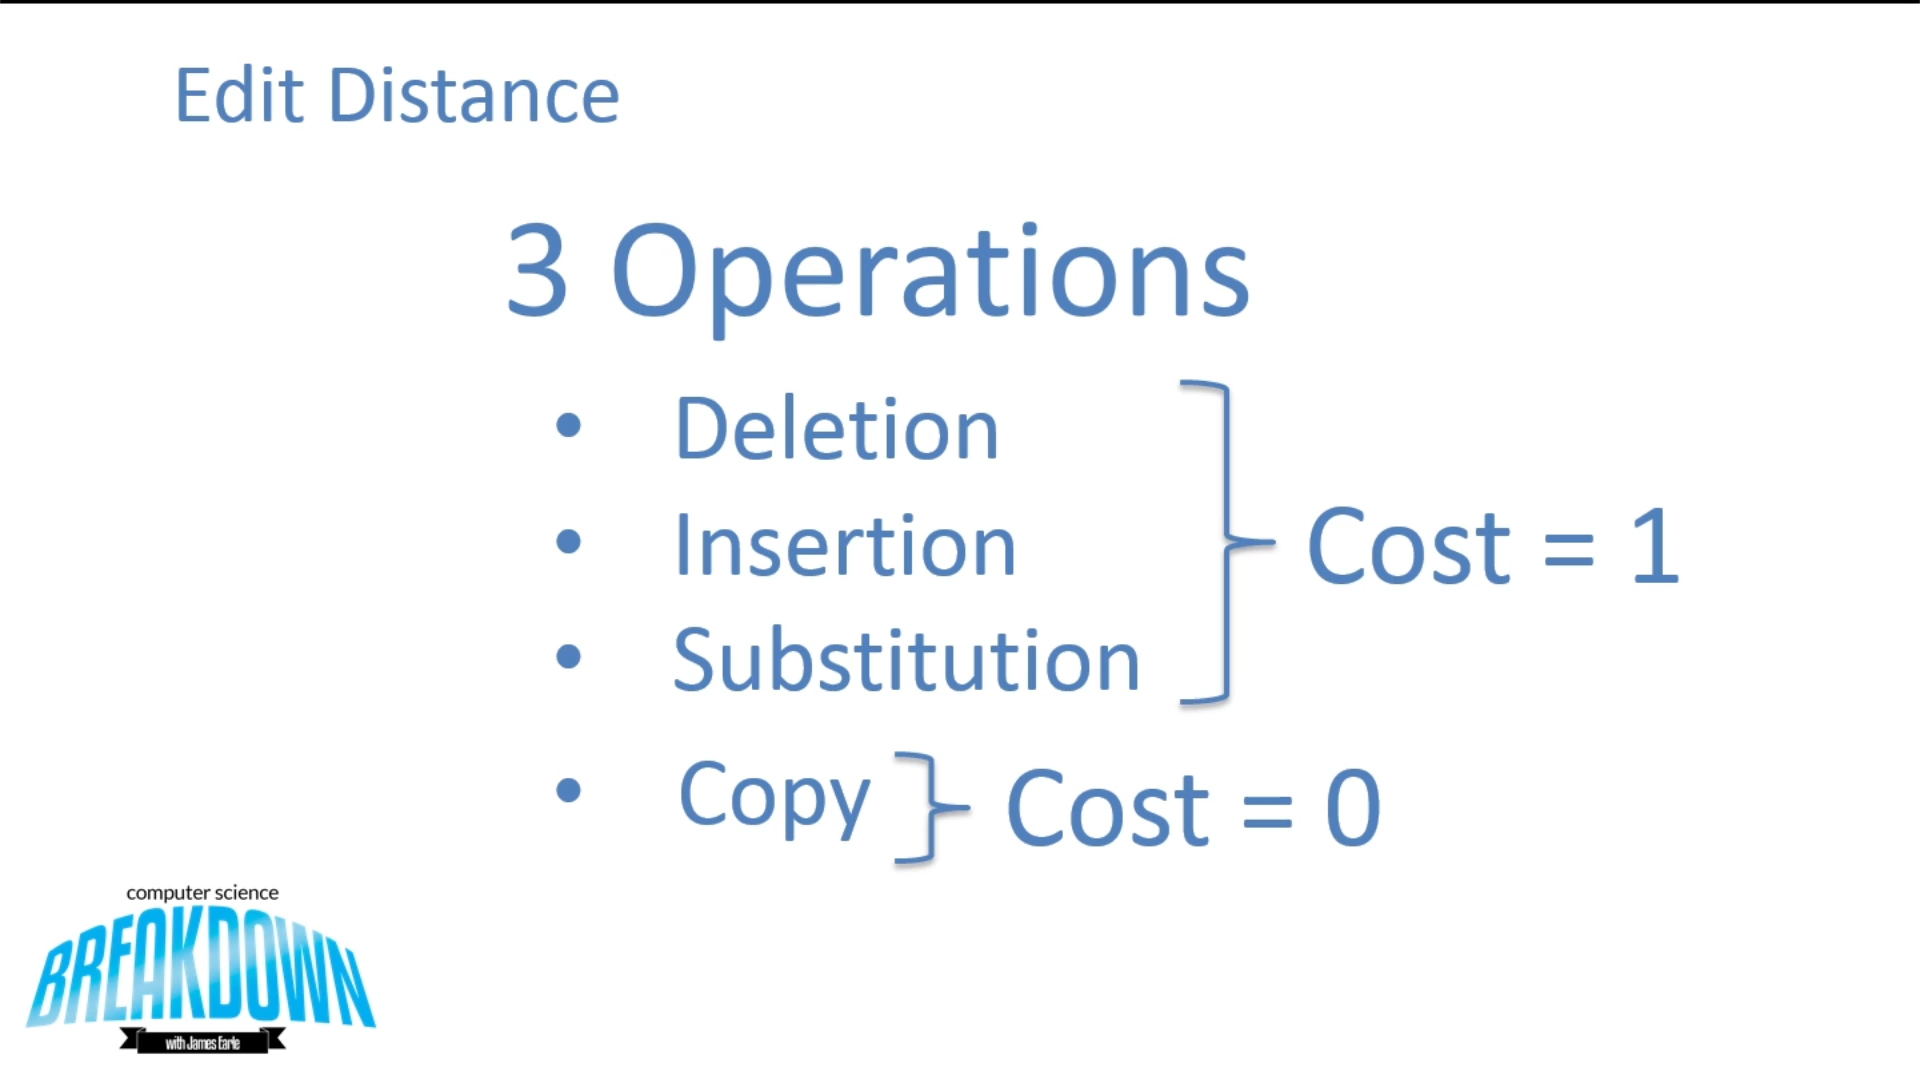 Edit Distance
3 Operations
• Deletion
• Insertion
• Substitution
Cost = 1
• Copy
Cost = 0
computer science
BREAKDOWN
with James Earle